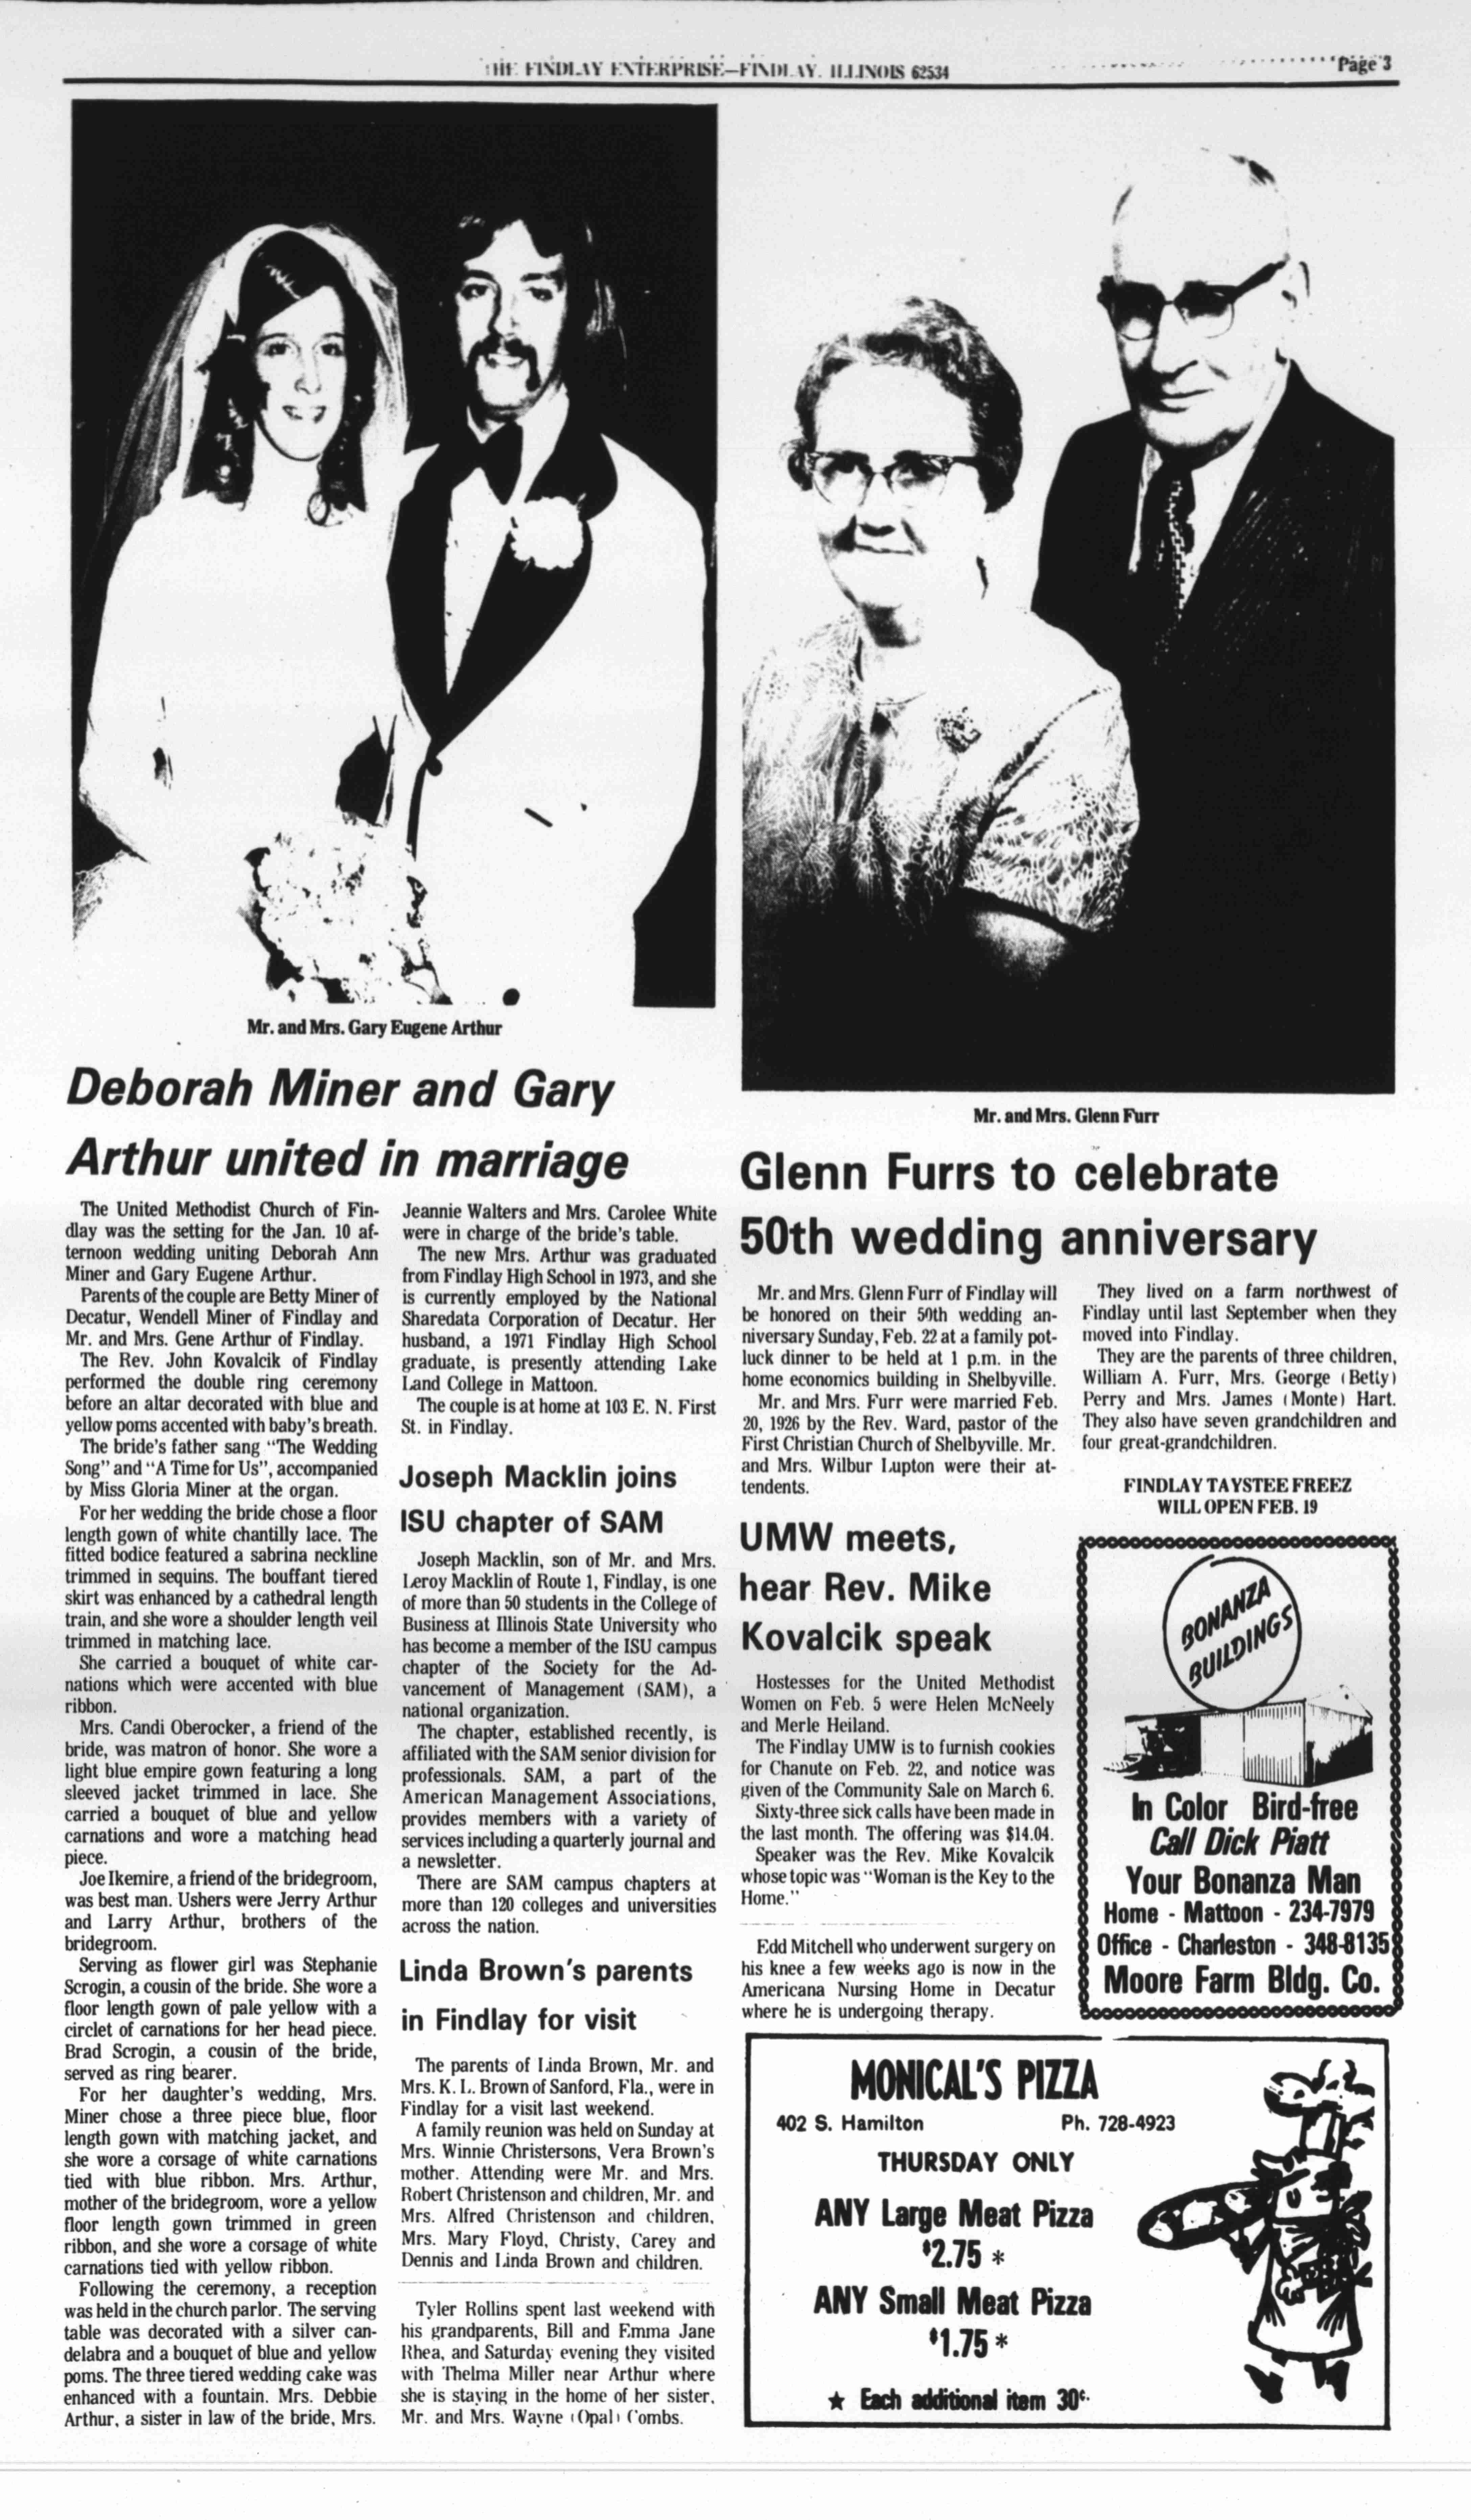 THE FINDLAY ENTERPRISE—FINDLAY, ILLINOIS 62534
Page 3
Mr. and Mrs. Gary Eugene Arthur
Deborah Miner and Gary
Arthur united in marriage
The United Methodist Church of Fin-
dlay was the setting for the Jan. 10 af-
ternoon wedding uniting Deborah Ann
Miner and Gary Eugene Arthur.
Parents of the couple are Betty Miner of
Decatur, Wendell Miner of Findlay and
Mr. and Mrs. Gene Arthur of Findlay.
The Rev. John Kovalcik of Findlay
performed the double ring ceremony
before an altar decorated with blue and
yellow poms accented with baby's breath.
The bride's father sang "The Wedding
Song" and "A Time for Us", accompanied
by Miss Gloria Miner at the organ.
For her wedding the bride chose a floor
length gown of white chantilly lace. The
fitted bodice featured a sabrina neckline
trimmed in sequins. The bouffant tiered
skirt was enhanced by a cathedral length
train, and she wore a shoulder length veil
trimmed in matching lace.
She carried a bouquet of white car-
nations which were accented with blue
ribbon.
Mrs. Candi Oberocker, a friend of the
bride, was matron of honor. She wore a
light blue empire gown featuring a long
sleeved jacket trimmed in lace. She
carried a bouquet of blue and yellow
carnations and wore a matching head
piece.
Joe Ikemire, a friend of the bridegroom,
was best man. Ushers were Jerry Arthur
and Larry Arthur, brothers of the
bridegroom.
Serving as flower girl was Stephanie
Scrogin, a cousin of the bride. She wore a
floor length gown of pale yellow with a
circlet of carnations for her head piece.
Brad Scrogin, a cousin of the bride,
served as ring bearer.
For her daughter's wedding, Mrs.
Miner chose a three piece blue, floor
length gown with matching jacket, and
she wore a corsage of white carnations
tied with blue ribbon. Mrs. Arthur,
mother of the bridegroom, wore a yellow
floor length gown trimmed in green
ribbon, and she wore a corsage of white
carnations tied with yellow ribbon.
Following the ceremony, a reception
was held in the church parlor. The serving
table was decorated with a silver can-
delabra and a bouquet of blue and yellow
poms. The three tiered wedding cake was
enhanced with a fountain. Mrs. Debbie
Arthur, a sister in law of the bride, Mrs.
Jeannie Walters and Mrs. Carolee White
were in charge of the bride's table.
The new Mrs. Arthur was graduated
from Findlay High School in 1973, and she
is currently employed by the National
Sharedata Corporation of Decatur. Her
husband, a 1971 Findlay High School
graduate, is presently attending Lake
Land College in Mattoon.
The couple is at home at 103 E. N. First
St. in Findlay.
Joseph Macklin joins
ISU chapter of SAM
Joseph Macklin, son of Mr. and Mrs.
Leroy Macklin of Route 1, Findlay, is one
of more than 50 students in the College of
Business at Illinois State University who
has become a member of the ISU campus
chapter of the Society for the Ad-
vancement of Management (SAM), a
national organization.
The chapter, established recently, is
affiliated with the SAM senior division for
professionals. SAM, a part of the
American Management Associations,
provides members with a variety of
services including a quarterly journal and
a newsletter.
There are SAM campus chapters at
more than 120 colleges and universities
across the nation.
Linda Brown's parents
in Findlay for visit
The parents of Linda Brown, Mr. and
Mrs. K. L. Brown of Sanford, Fla., were in
Findlay for a visit last weekend.
A family reunion was held on Sunday at
Mrs. Winnie Christersons, Vera Brown's
mother. Attending were Mr. and Mrs.
Robert Christenson and children, Mr. and
Mrs. Alfred Christenson and children,
Mrs. Mary Floyd, Christy, Carey and
Dennis and Linda Brown and children.
Tyler Rollins spent last weekend with
his grandparents, Bill and Emma Jane
Rhea, and Saturday evening they visited
with Thelma Miller near Arthur where
she is staying in the home of her sister,
Mr. and Mrs. Wayne (Opal) Combs.
Mr. and Mrs. Glenn Furr
Glenn Furrs to celebrate
50th wedding anniversary
Mr. and Mrs. Glenn Furr of Findlay will
be honored on their 50th wedding an-
niversary Sunday, Feb. 22 at a family pot-
luck dinner to be held at 1 p.m. in the
home economics building in Shelbyville.
Mr. and Mrs. Furr were married Feb.
20, 1926 by the Rev. Ward, pastor of the
First Christian Church of Shelbyville. Mr.
and Mrs. Wilbur Lupton were their at-
tendents.
They lived on a farm northwest of
Findlay until last September when they
moved into Findlay.
They are the parents of three children,
William A. Furr, Mrs. George (Betty)
Perry and Mrs. James (Monte) Hart.
They also have seven grandchildren and
four great-grandchildren.
UMW meets,
hear Rev. Mike
Kovalcik speak
Hostesses for the United Methodist
Women on Feb. 5 were Helen McNeely
and Merle Heiland.
The Findlay UMW is to furnish cookies
for Chanute on Feb. 22, and notice was
given of the Community Sale on March 6.
Sixty-three sick calls have been made in
the last month. The offering was $14.04.
Speaker was the Rev. Mike Kovalcik
whose topic was "Woman is the Key to the
Home."
Edd Mitchell who underwent surgery on
his knee a few weeks ago is now in the
Americana Nursing Home in Decatur
where he is undergoing therapy.
FINDLAY TAYSTEE FREEZ
WILL OPEN FEB. 19
BONANZA
BUILDINGS
In Color Bird-free
Call Dick Piatt
Your Bonanza Man
Home - Mattoon - 234-7979
Office - Charleston - 348-8135
Moore Farm Bldg. Co.
MONICAL'S PIZZA
402 S. Hamilton Ph. 728-4923
THURSDAY ONLY
ANY Large Meat Pizza
$2.75 *
ANY Small Meat Pizza
$1.75 *
★ Each additional item 30¢.